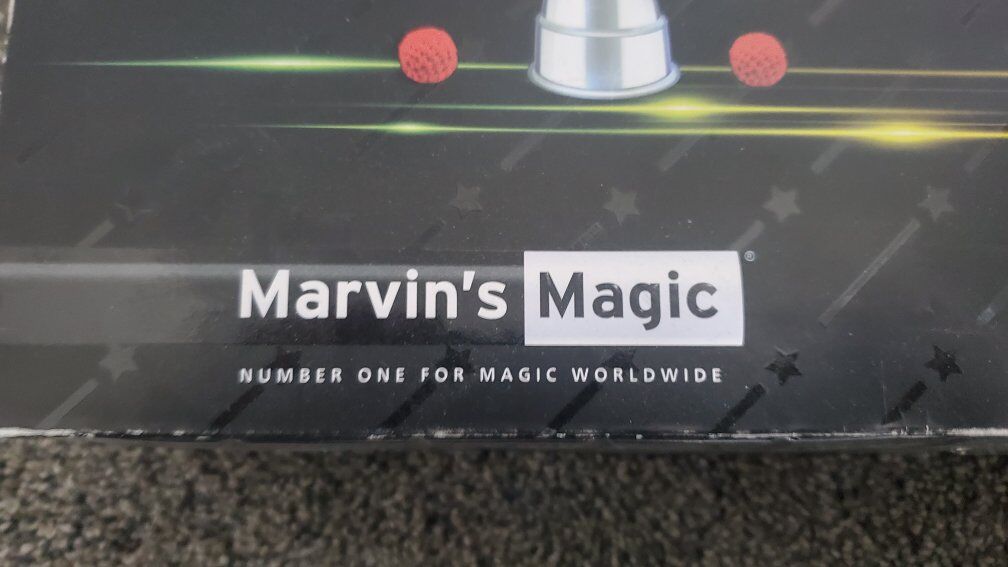 Marvin's Magic®
NUMBER ONE FOR MAGIC WORLDWIDE